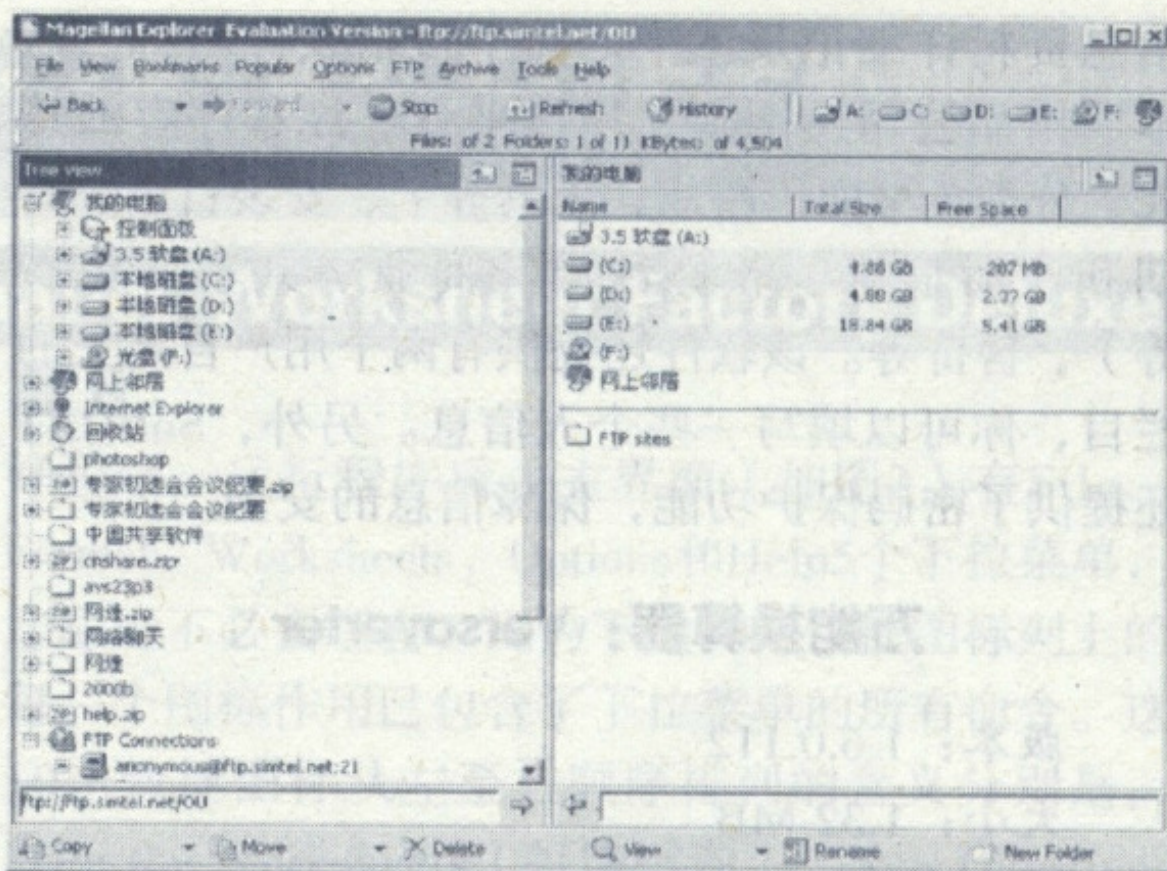 Magellan Explorer Evaluation Version - ftp://ftp.simtel.net/OU
File View Bookmarks Popular Options FTP Archive Tools Help
Back Forward Stop Refresh History A: C: D: E: F:
Files: of 2 Folders: 1 of 11 KBytes: of 4,504
Tree view
我的电脑
控制面板
3.5 软盘 (A:)
本地磁盘 (C:)
本地磁盘 (D:)
本地磁盘 (E:)
光盘 (F:)
网上邻居
Internet Explorer
回收站
photoshop
专家初选会会议纪要.zip
专家初选会会议纪要
中国共享软件
cnshare.zip
avs23p3
网速.zip
网络聊天
网速
2000b
help.zip
FTP Connections
anonymous@ftp.simtel.net:21
ftp://ftp.simtel.net/OU
我的电脑
Name Total Size Free Space
3.5 软盘 (A:)
(C:) 4.88 GB 207 MB
(D:) 4.88 GB 2.37 GB
(E:) 18.84 GB 5.41 GB
(F:)
网上邻居
FTP sites
Copy Move Delete View Rename New Folder